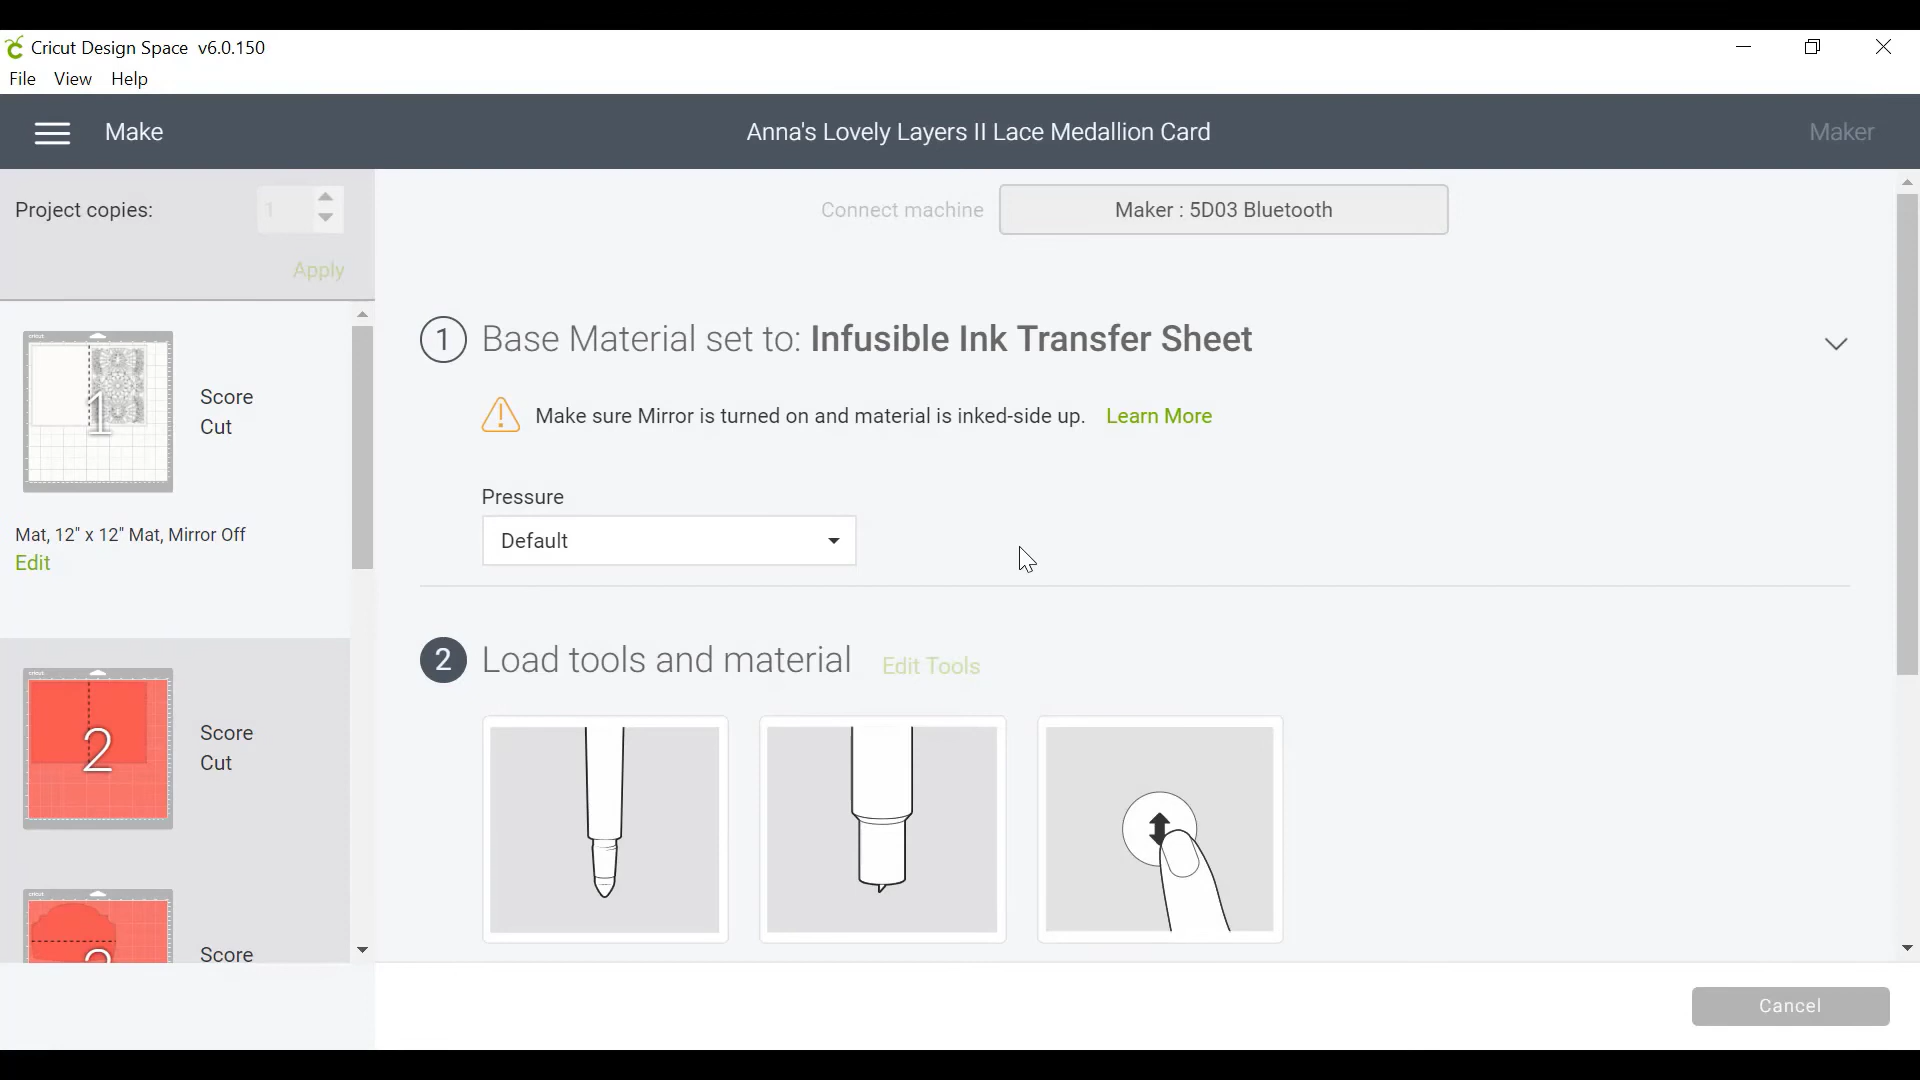 Cricut Design Space v6.0.150
File View Help
Make
Anna's Lovely Layers II Lace Medallion Card
Maker
Project copies:
1
Apply
Connect machine
Maker : 5D03 Bluetooth
1
Score
Cut
Mat, 12" x 12" Mat, Mirror Off
Edit
2
Score
Cut
Score
1 Base Material set to: Infusible Ink Transfer Sheet
Make sure Mirror is turned on and material is inked-side up. Learn More
Pressure
Default
2 Load tools and material Edit Tools
Cancel